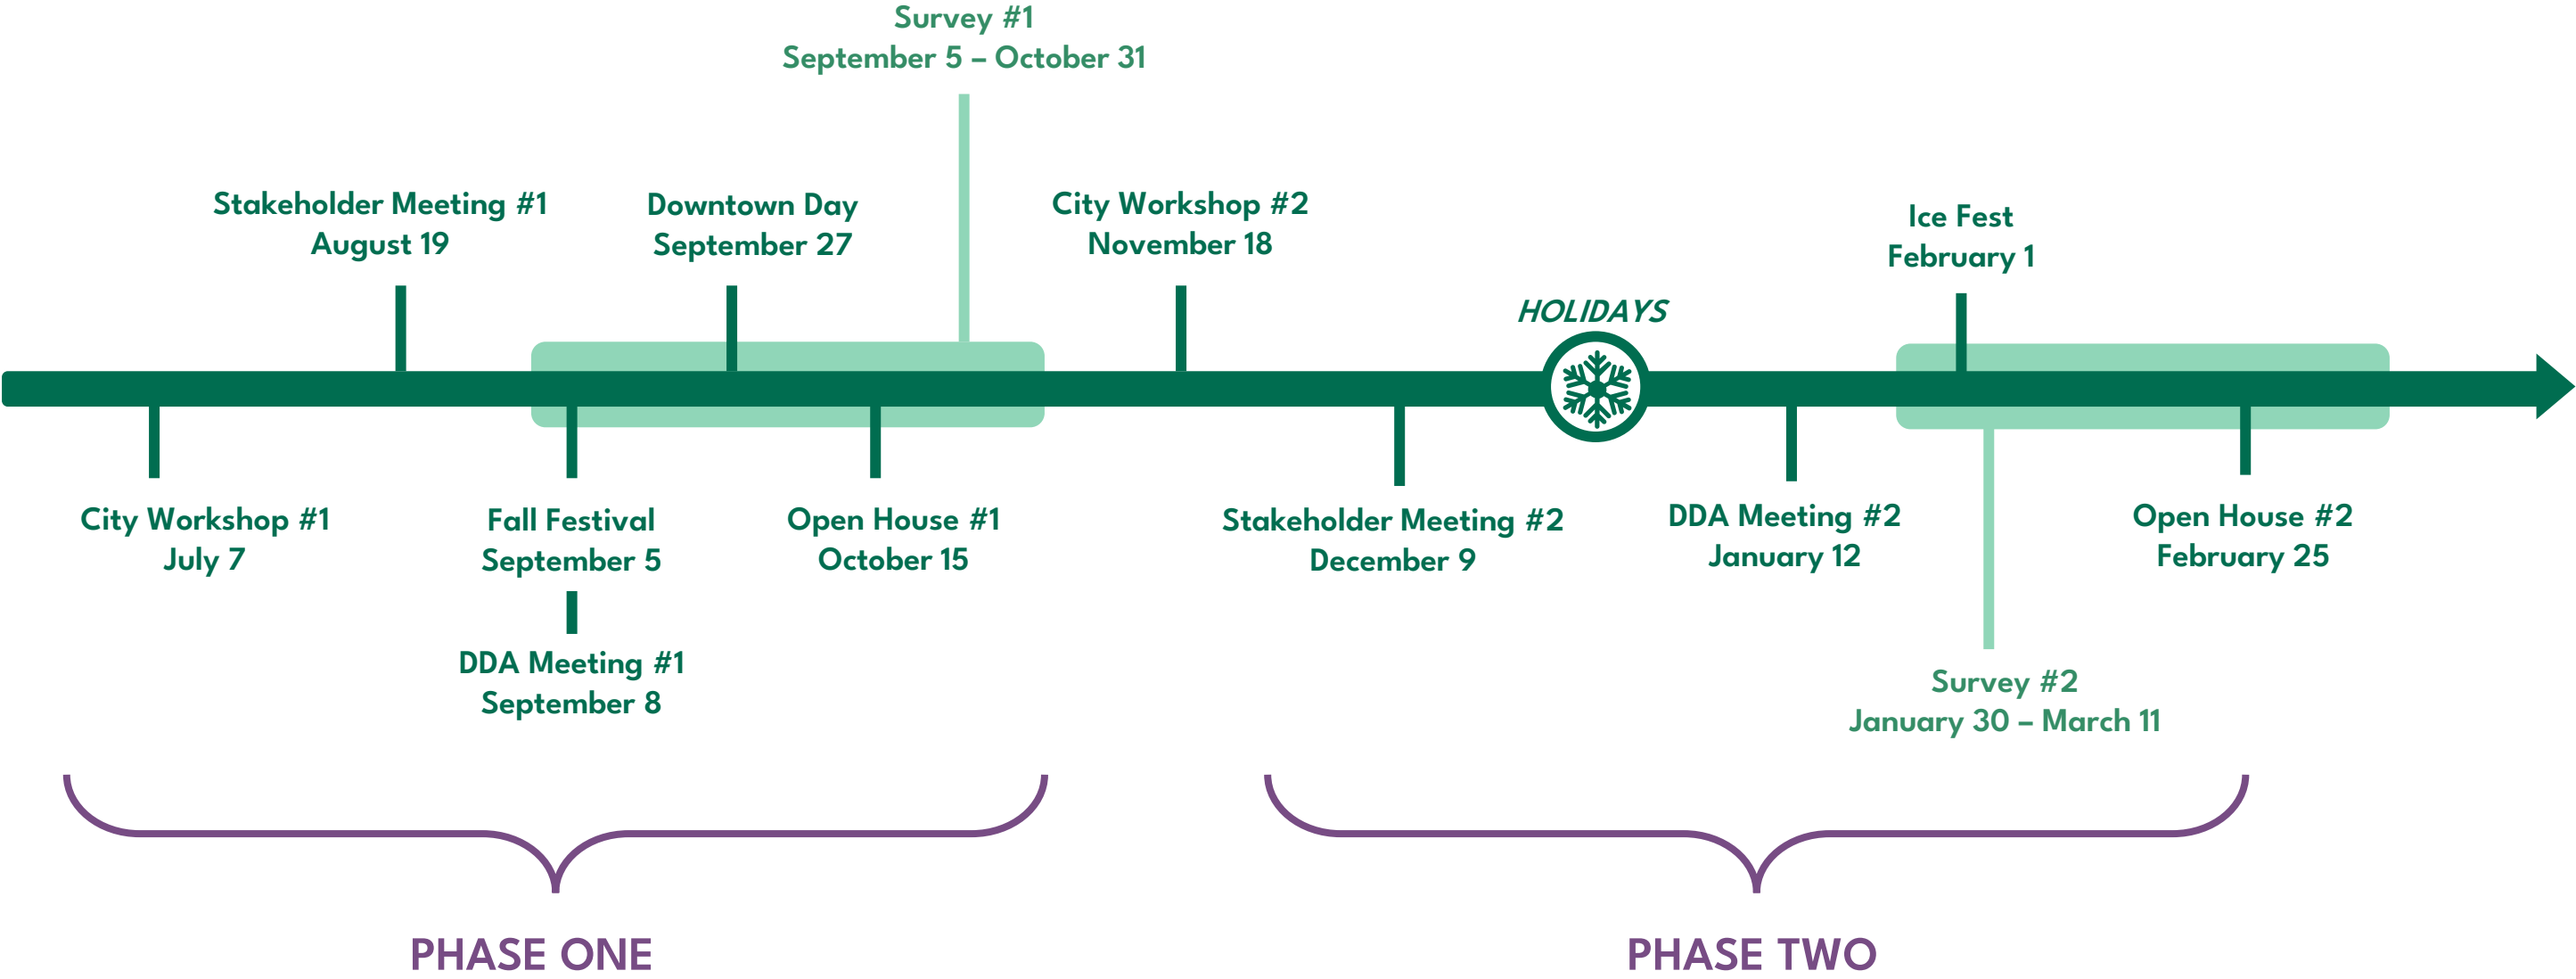 Survey #1
September 5 – October 31
Stakeholder Meeting #1
August 19
Downtown Day
September 27
City Workshop #2
November 18
Ice Fest
February 1
HOLIDAYS
City Workshop #1
July 7
Fall Festival
September 5
DDA Meeting #1
September 8
Open House #1
October 15
Stakeholder Meeting #2
December 9
DDA Meeting #2
January 12
Open House #2
February 25
Survey #2
January 30 – March 11
PHASE ONE
PHASE TWO